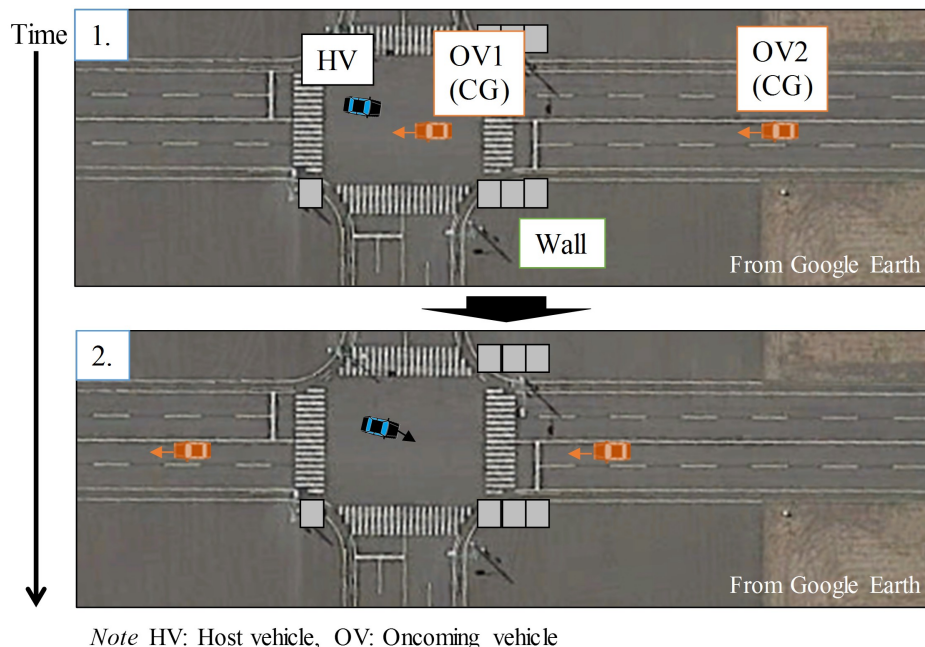 Time
1.
HV
OV1
(CG)
OV2
(CG)
Wall
From Google Earth
2.
From Google Earth
Note HV: Host vehicle, OV: Oncoming vehicle